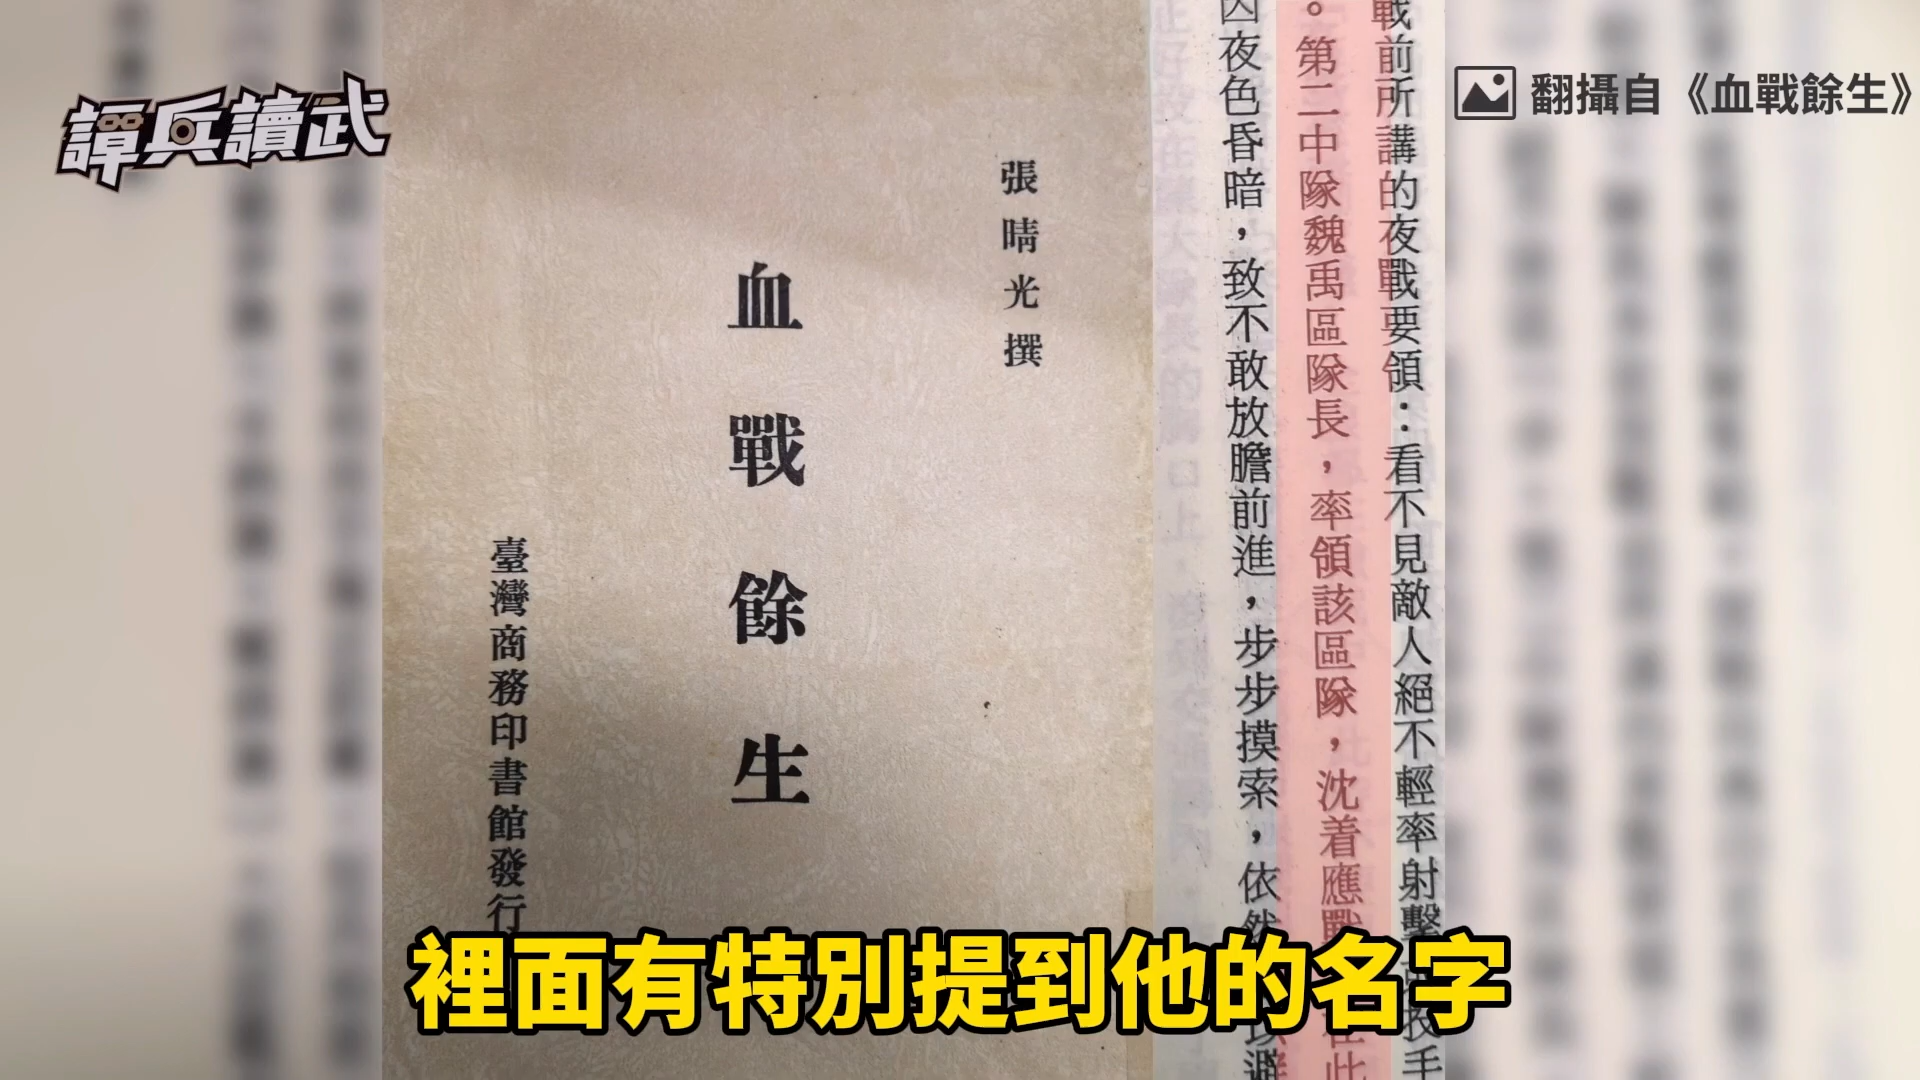 譚兵讀武
翻攝自《血戰餘生》
張晴光撰
血戰餘生
臺灣商務印書館發行
戰前所講的夜戰要領：看不見敵人絕不輕率射擊
。第二中隊魏禹區隊長，率領該區隊，沈着應戰
因夜色昏暗，致不敢放膽前進，步步摸索，依然
裡面有特別提到他的名字